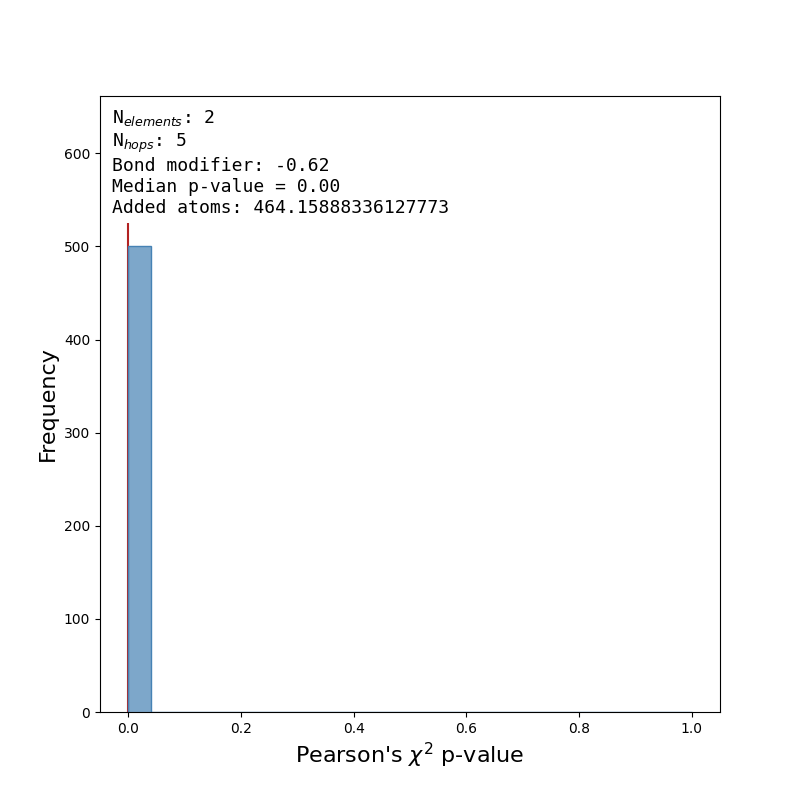 N_elements: 2
N_hops: 5
Bond modifier: -0.62
Median p-value = 0.00
Added atoms: 464.15888336127773
600
500
400
300
200
100
0
Frequency
0.0 0.2 0.4 0.6 0.8 1.0
Pearson's χ² p-value